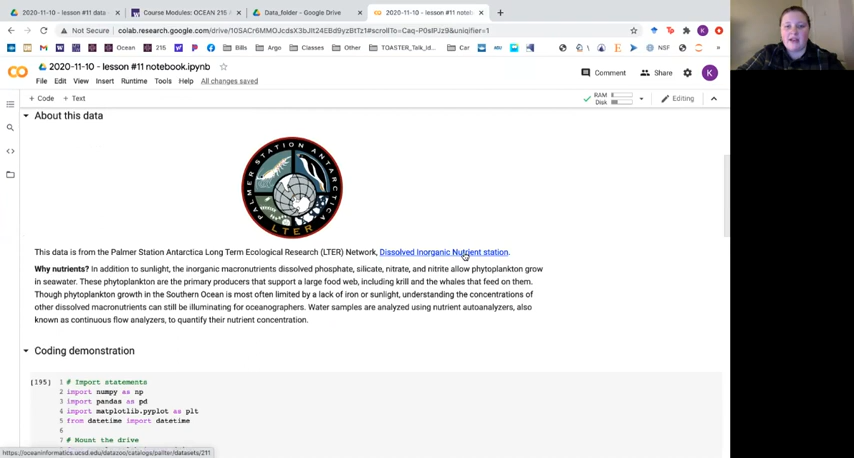 2020-11-10 - lesson #11 data
Course Modules: OCEAN 215 A
Data_folder - Google Drive
2020-11-10 - lesson #11 noteb
Not Secure
colab.research.google.com/drive/10SACr6MMOJcdsX3bJIt24EBd9yzBtTz1#scrollTo=Caq-P0sIPJz9&uniqifier=1
Ocean
215
Bills
Argo
Classes
Other
TOASTER_Talk_Id...
Car
NSF
Oc
2020-11-10 - lesson #11 notebook.ipynb
Comment
Share
K
File Edit View Insert Runtime Tools Help All changes saved
+ Code + Text
RAM
Disk
Editing
About this data
PALMER STATION ANTARCTICA
LTER
This data is from the Palmer Station Antarctica Long Term Ecological Research (LTER) Network, Dissolved Inorganic Nutrient station.
Why nutrients? In addition to sunlight, the inorganic macronutrients dissolved phosphate, silicate, nitrate, and nitrite allow phytoplankton grow
in seawater. These phytoplankton are the primary producers that support a large food web, including krill and the whales that feed on them.
Though phytoplankton growth in the Southern Ocean is most often limited by a lack of iron or sunlight, understanding the concentrations of
other dissolved macronutrients can still be illuminating for oceanographers. Water samples are analyzed using nutrient autoanalyzers, also
known as continuous flow analyzers, to quantify their nutrient concentration.
Coding demonstration
[195] 1 # Import statements
2 import numpy as np
3 import pandas as pd
4 import matplotlib.pyplot as plt
5 from datetime import datetime
6
7 # Mount the drive
https://oceaninformatics.ucsd.edu/datazoo/catalogs/pallter/datasets/211